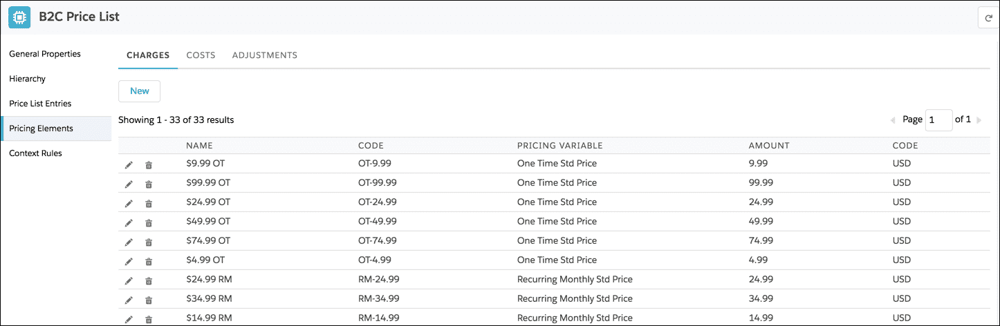 B2C Price List
General Properties
Hierarchy
Price List Entries
Pricing Elements
Context Rules
CHARGES COSTS ADJUSTMENTS
New
Showing 1 - 33 of 33 results
Page 1 of 1
NAME CODE PRICING VARIABLE AMOUNT CODE
$9.99 OT OT-9.99 One Time Std Price 9.99 USD
$99.99 OT OT-99.99 One Time Std Price 99.99 USD
$24.99 OT OT-24.99 One Time Std Price 24.99 USD
$49.99 OT OT-49.99 One Time Std Price 49.99 USD
$74.99 OT OT-74.99 One Time Std Price 74.99 USD
$4.99 OT OT-4.99 One Time Std Price 4.99 USD
$24.99 RM RM-24.99 Recurring Monthly Std Price 24.99 USD
$34.99 RM RM-34.99 Recurring Monthly Std Price 34.99 USD
$14.99 RM RM-14.99 Recurring Monthly Std Price 14.99 USD